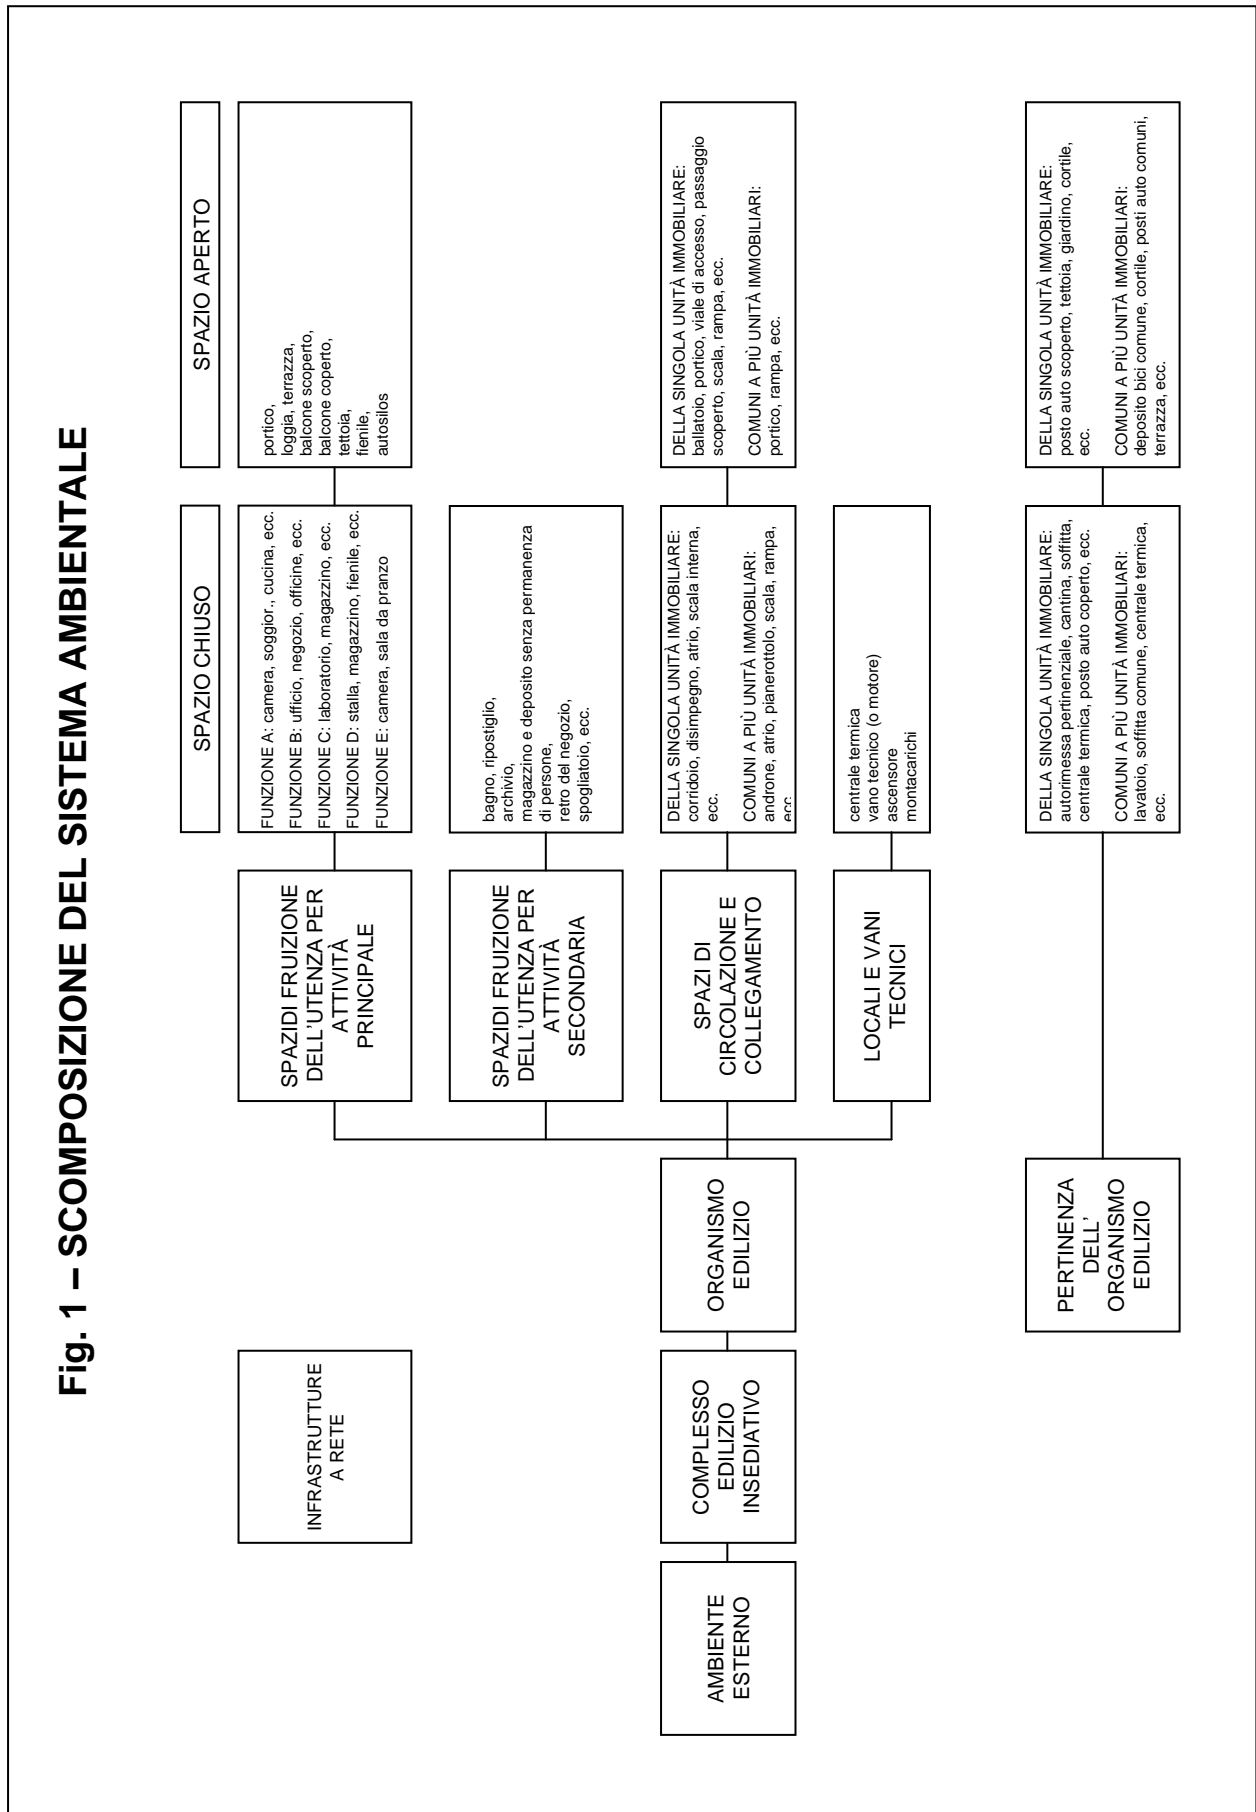 Fig. 1 – SCOMPOSIZIONE DEL SISTEMA AMBIENTALE
SPAZIO CHIUSO
SPAZIO APERTO
INFRASTRUTTURE
A RETE
SPAZIDI FRUIZIONE
DELL'UTENZA PER
ATTIVITÀ
PRINCIPALE
FUNZIONE A: camera, soggior., cucina, ecc.
FUNZIONE B: ufficio, negozio, officine, ecc.
FUNZIONE C: laboratorio, magazzino, ecc.
FUNZIONE D: stalla, magazzino, fienile, ecc.
FUNZIONE E: camera, sala da pranzo
portico,
loggia, terrazza,
balcone scoperto,
balcone coperto,
tettoia,
fienile,
autosilos
SPAZIDI FRUIZIONE
DELL'UTENZA PER
ATTIVITÀ
SECONDARIA
bagno, ripostiglio,
archivio,
magazzino e deposito senza permanenza
di persone,
retro del negozio,
spogliatoio, ecc.
AMBIENTE
ESTERNO
COMPLESSO
EDILIZIO
INSEDIATIVO
ORGANISMO
EDILIZIO
SPAZI DI
CIRCOLAZIONE E
COLLEGAMENTO
DELLA SINGOLA UNITÀ IMMOBILIARE:
corridoio, disimpegno, atrio, scala interna,
ecc.
COMUNI A PIÙ UNITÀ IMMOBILIARI:
androne, atrio, pianerottolo, scala, rampa,
ecc
DELLA SINGOLA UNITÀ IMMOBILIARE:
ballatoio, portico, viale di accesso, passaggio
scoperto, scala, rampa, ecc.
COMUNI A PIÙ UNITÀ IMMOBILIARI:
portico, rampa, ecc.
LOCALI E VANI
TECNICI
centrale termica
vano tecnico (o motore)
ascensore
montacarichi
PERTINENZA
DELL'
ORGANISMO
EDILIZIO
DELLA SINGOLA UNITÀ IMMOBILIARE:
autorimessa pertinenziale, cantina, soffitta,
centrale termica, posto auto coperto, ecc.
COMUNI A PIÙ UNITÀ IMMOBILIARI:
lavatoio, soffitta comune, centrale termica,
ecc.
DELLA SINGOLA UNITÀ IMMOBILIARE:
posto auto scoperto, tettoia, giardino, cortile,
ecc.
COMUNI A PIÙ UNITÀ IMMOBILIARI:
deposito bici comune, cortile, posti auto comuni,
terrazza, ecc.